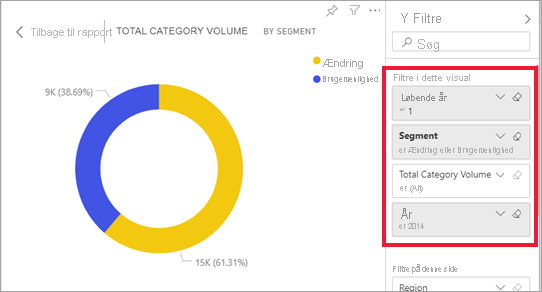 Tilbage til rapport
TOTAL CATEGORY VOLUME BY SEGMENT
Ændring
Brugervenlighed
9K (38.69%)
15K (61.31%)
Y Filtre
Søg
Filtre i dette visual
Løbende år
1
Segment
er Ændring eller Brugervenlighed
Total Category Volume
er (Alt)
År
er 2014
Filtre på denne side
Region